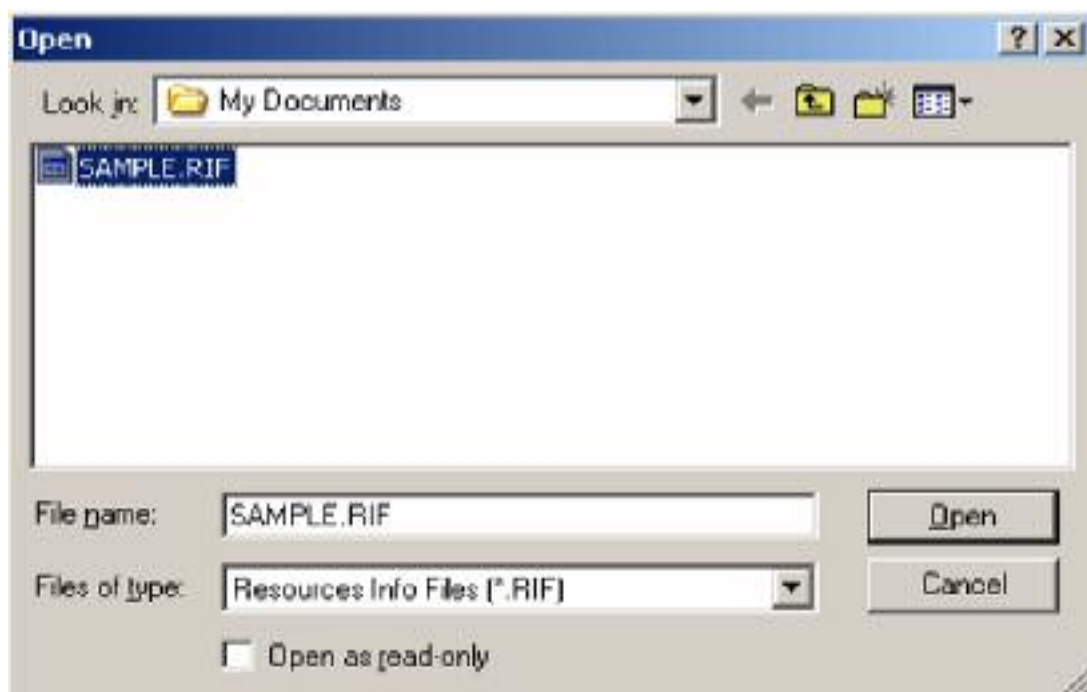 Open
Look in: My Documents
SAMPLE.RIF
File name: SAMPLE.RIF Open
Files of type: Resources Info Files (*.RIF) Cancel
Open as read-only